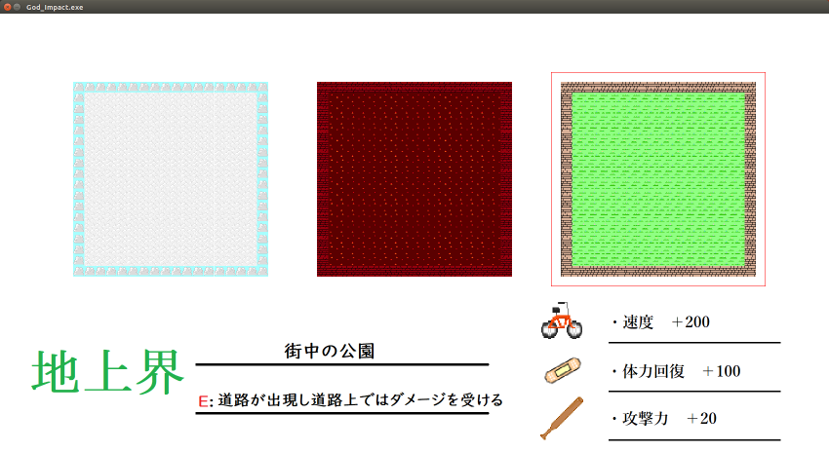 God_Impact.exe
地上界
街中の公園
E: 道路が出現し道路上ではダメージを受ける
・速度　＋200
・体力回復　＋100
・攻撃力　＋20